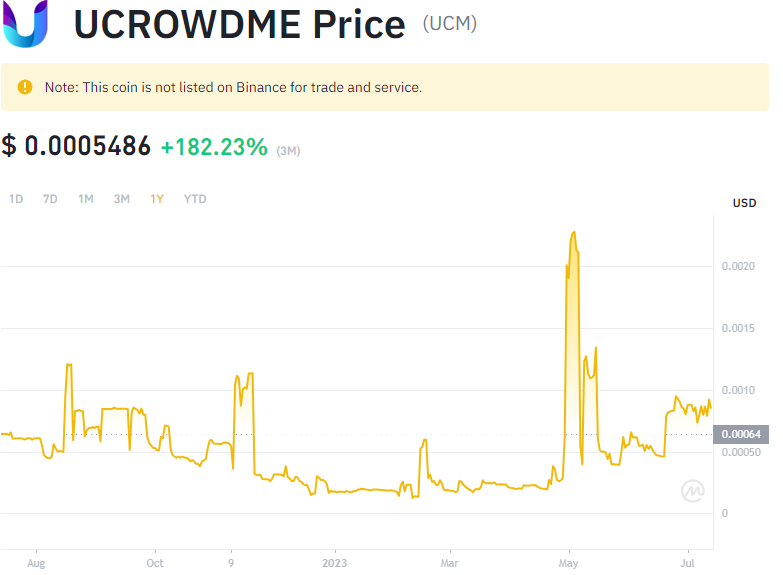 UCROWDME Price (UCM)
Note: This coin is not listed on Binance for trade and service.
$ 0.0005486 +182.23% (3M)
1D 7D 1M 3M 1Y YTD
USD
0.0020
0.0015
0.0010
0.00064
0.00050
0
Aug Oct 9 2023 Mar May Jul